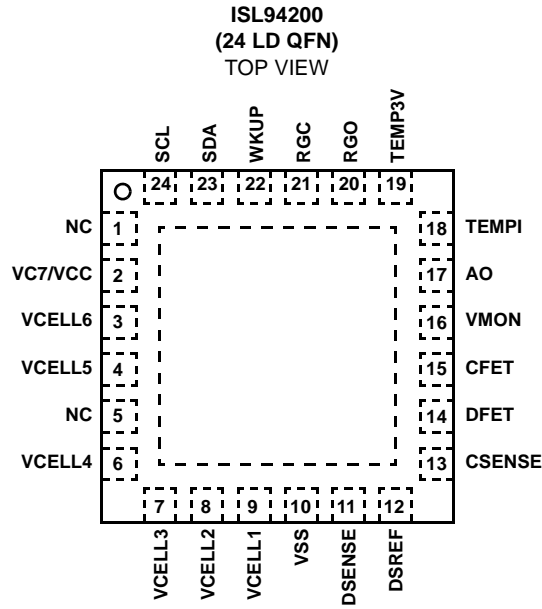 ISL94200
(24 LD QFN)
TOP VIEW
SCL
SDA
WKUP
RGC
RGO
TEMP3V
24 23 22 21 20 19
NC 1
VC7/VCC 2
VCELL6 3
VCELL5 4
NC 5
VCELL4 6
18 TEMPI
17 AO
16 VMON
15 CFET
14 DFET
13 CSENSE
7 8 9 10 11 12
VCELL3
VCELL2
VCELL1
VSS
DSENSE
DSREF